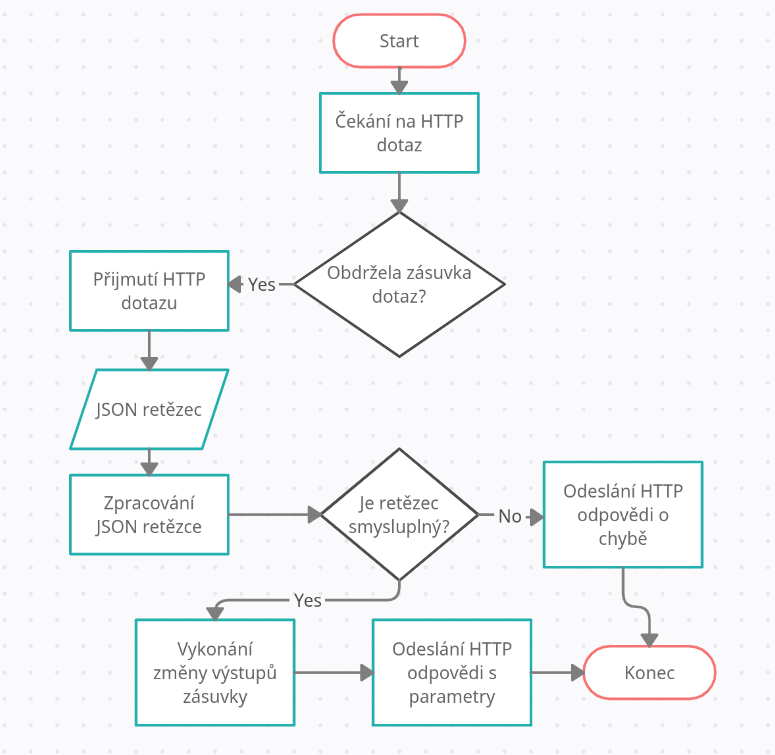 Start
Čekání na HTTP
dotaz
Obdržela zásuvka
dotaz?
Yes
Přijmutí HTTP
dotazu
JSON retězec
Zpracování
JSON retězce
Je retězec
smysluplný?
No
Odeslání HTTP
odpovědi o
chybě
Yes
Vykonání
změny výstupů
zásuvky
Odeslání HTTP
odpovědi s
parametry
Konec